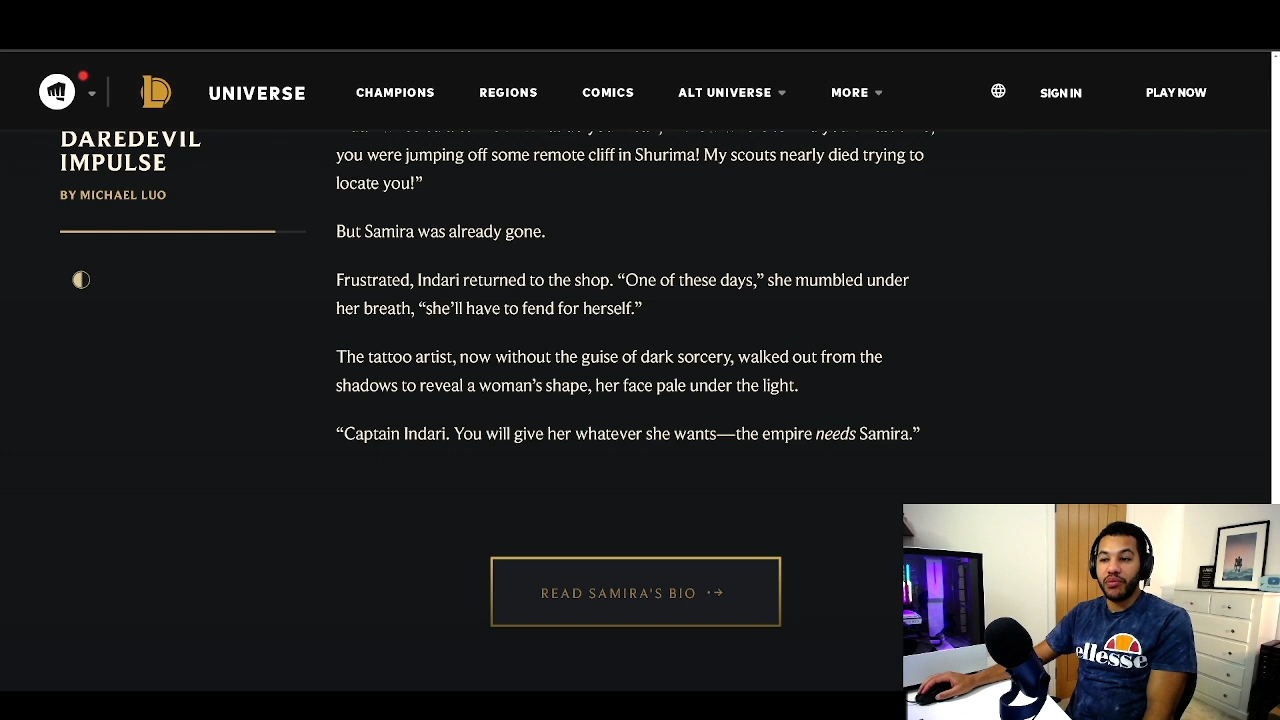 UNIVERSE
CHAMPIONS
REGIONS
COMICS
ALT UNIVERSE
MORE
SIGN IN
PLAY NOW
DAREDEVIL
IMPULSE
BY MICHAEL LUO
you were jumping off some remote cliff in Shurima! My scouts nearly died trying to
locate you!”
But Samira was already gone.
Frustrated, Indari returned to the shop. “One of these days,” she mumbled under
her breath, “she’ll have to fend for herself.”
The tattoo artist, now without the guise of dark sorcery, walked out from the
shadows to reveal a woman’s shape, her face pale under the light.
“Captain Indari. You will give her whatever she wants—the empire needs Samira.”
READ SAMIRA'S BIO
ellesse